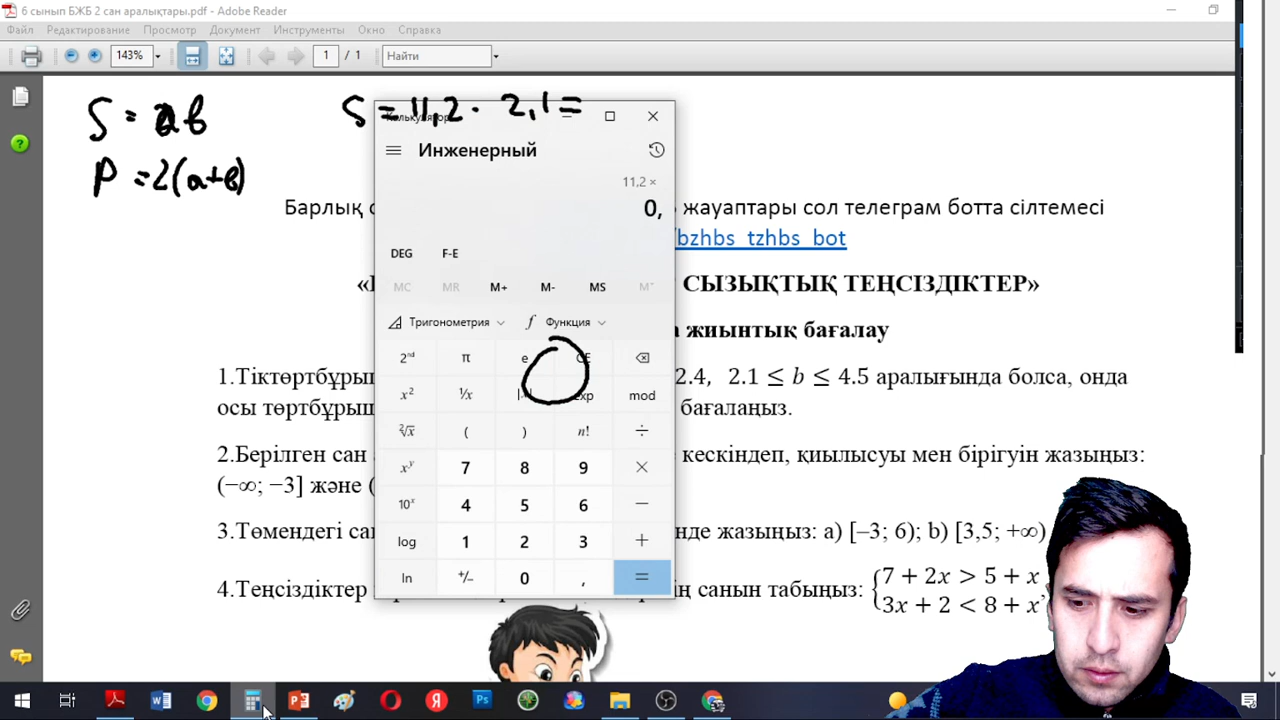 6 сынып БЖБ 2 сан аралықтары.pdf - Adobe Reader
Файл Редактирование Просмотр Документ Инструменты Окно Справка
143% 1 / 1 Найти
S = ab S = 11,2 · 2,1 =
P = 2(a+b)
Калькулятор
Инженерный
11,2 ×
0,
DEG F-E
MC MR M+ M- MS M˅
Тригонометрия Функция
2ⁿᵈ π e CE
x² ¹/x |x| exp mod
²√x ( ) n! ÷
xʸ 7 8 9 ×
10ˣ 4 5 6 −
log 1 2 3 +
ln +/− 0 , =
Барлық жауаптары сол телеграм ботта сілтемесі
/bzhbs_tzhbs_bot
« СЫЗЫҚТЫҚ ТЕҢСІЗДІКТЕР»
жиынтық бағалау
1.Тіктөртбұрыш 2.4, 2.1 ≤ b ≤ 4.5 аралығында болса, онда
осы төртбұрыш бағалаңыз.
2.Берілген сан кескіндеп, қиылысуы мен бірігуін жазыңыз:
(−∞; −3] және (
3.Төмендегі са нде жазыңыз: a) [–3; 6); b) [3,5; +∞)
4.Теңсіздіктер санын табыңыз: {7 + 2x > 5 + x
3x + 2 < 8 + x,
Ps